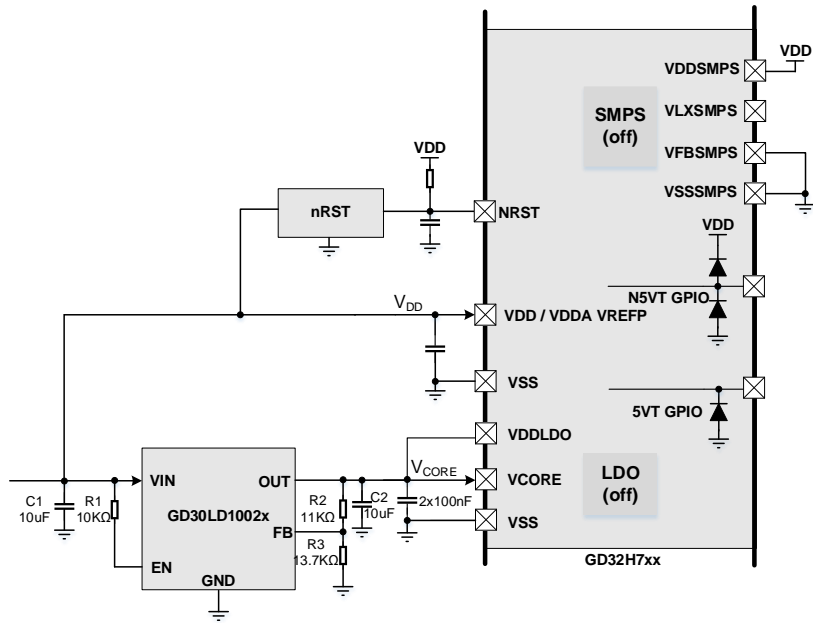 VDD
VDDSMPS
SMPS
(off)
VLXSMPS
VDD
VFBSMPS
nRST
VSSSMPS
NRST
VDD
N5VT GPIO
VDD
VDD / VDDA VREFP
VSS
5VT GPIO
VDDLDO
VCORE
VIN
OUT
VCORE
LDO
(off)
C1
10uF
R1
10KΩ
GD30LD1002x
R2
11KΩ
C2
10uF
2x100nF
VSS
FB
R3
13.7KΩ
EN
GND
GD32H7xx